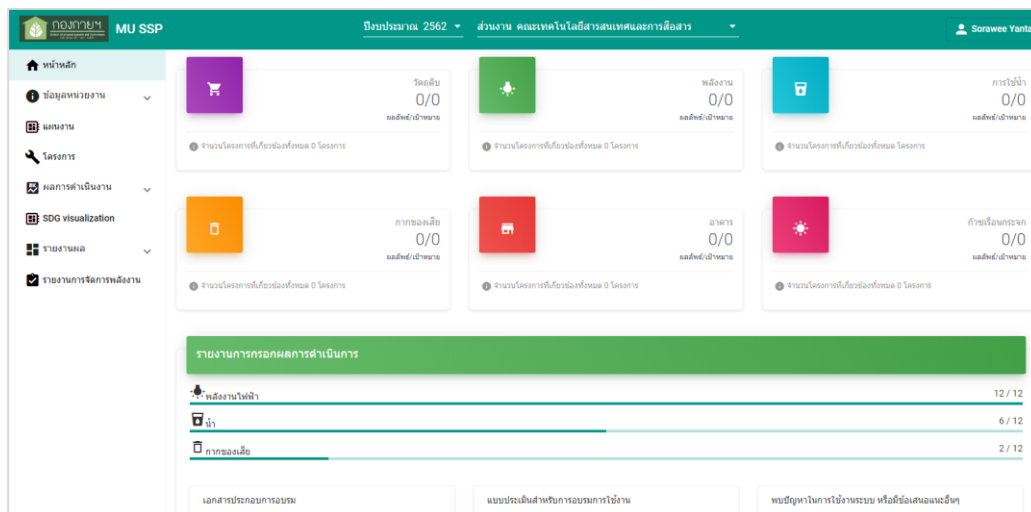 กองกายฯ MU SSP
ปีงบประมาณ 2562
ส่วนงาน คณะเทคโนโลยีสารสนเทศและการสื่อสาร
Sorawee Yanta
หน้าหลัก
ข้อมูลหน่วยงาน
แผนงาน
โครงการ
ผลการดำเนินงาน
SDG visualization
รายงานผล
รายงานการจัดการพลังงาน
วัตถุดิบ
0/0
ผลลัพธ์/เป้าหมาย
จำนวนโครงการที่เกี่ยวข้องทั้งหมด 0 โครงการ
พลังงาน
0/0
ผลลัพธ์/เป้าหมาย
จำนวนโครงการที่เกี่ยวข้องทั้งหมด 0 โครงการ
การใช้น้ำ
0/0
ผลลัพธ์/เป้าหมาย
จำนวนโครงการที่เกี่ยวข้องทั้งหมด โครงการ
กากของเสีย
0/0
ผลลัพธ์/เป้าหมาย
จำนวนโครงการที่เกี่ยวข้องทั้งหมด 0 โครงการ
อาคาร
0/0
ผลลัพธ์/เป้าหมาย
จำนวนโครงการที่เกี่ยวข้องทั้งหมด 0 โครงการ
ก๊าซเรือนกระจก
0/0
ผลลัพธ์/เป้าหมาย
จำนวนโครงการที่เกี่ยวข้องทั้งหมด 0 โครงการ
รายงานการกรอกผลการดำเนินการ
พลังงานไฟฟ้า 12 / 12
น้ำ 6 / 12
กากของเสีย 2 / 12
เอกสารประกอบการอบรม
แบบประเมินสำหรับการอบรมการใช้งาน
พบปัญหาในการใช้งานระบบ หรือมีข้อเสนอแนะอื่นๆ